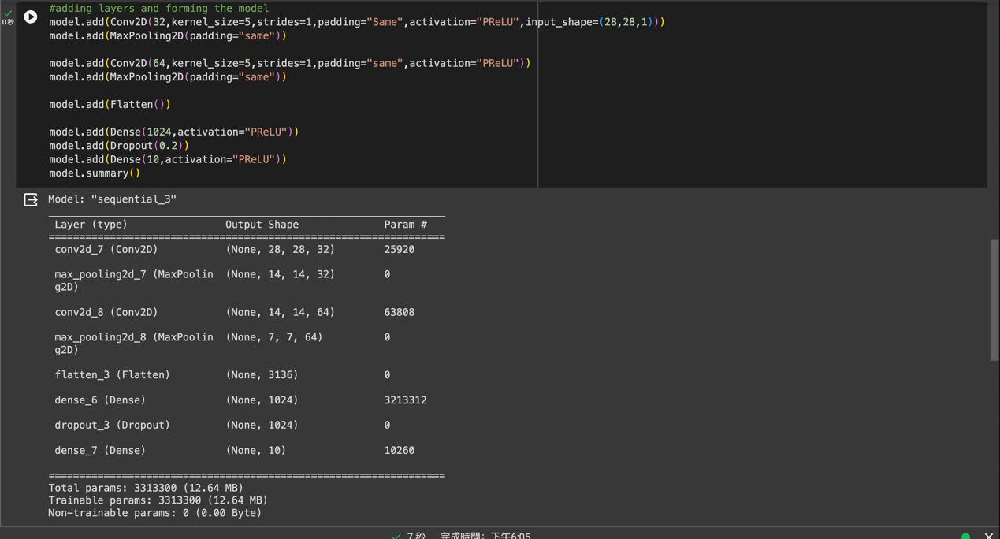 #adding layers and forming the model
model.add(Conv2D(32,kernel_size=5,strides=1,padding="Same",activation="PReLU",input_shape=(28,28,1)))
model.add(MaxPooling2D(padding="same"))
model.add(Conv2D(64,kernel_size=5,strides=1,padding="same",activation="PReLU"))
model.add(MaxPooling2D(padding="same"))
model.add(Flatten())
model.add(Dense(1024,activation="PReLU"))
model.add(Dropout(0.2))
model.add(Dense(10,activation="PReLU"))
model.summary()
0 秒
Model: "sequential_3"
Layer (type) Output Shape Param #
=================================================================
conv2d_7 (Conv2D) (None, 28, 28, 32) 25920
max_pooling2d_7 (MaxPoolin (None, 14, 14, 32) 0
g2D)
conv2d_8 (Conv2D) (None, 14, 14, 64) 63808
max_pooling2d_8 (MaxPoolin (None, 7, 7, 64) 0
g2D)
flatten_3 (Flatten) (None, 3136) 0
dense_6 (Dense) (None, 1024) 3213312
dropout_3 (Dropout) (None, 1024) 0
dense_7 (Dense) (None, 10) 10260
=================================================================
Total params: 3313300 (12.64 MB)
Trainable params: 3313300 (12.64 MB)
Non-trainable params: 0 (0.00 Byte)
7 秒 完成時間：下午6:05